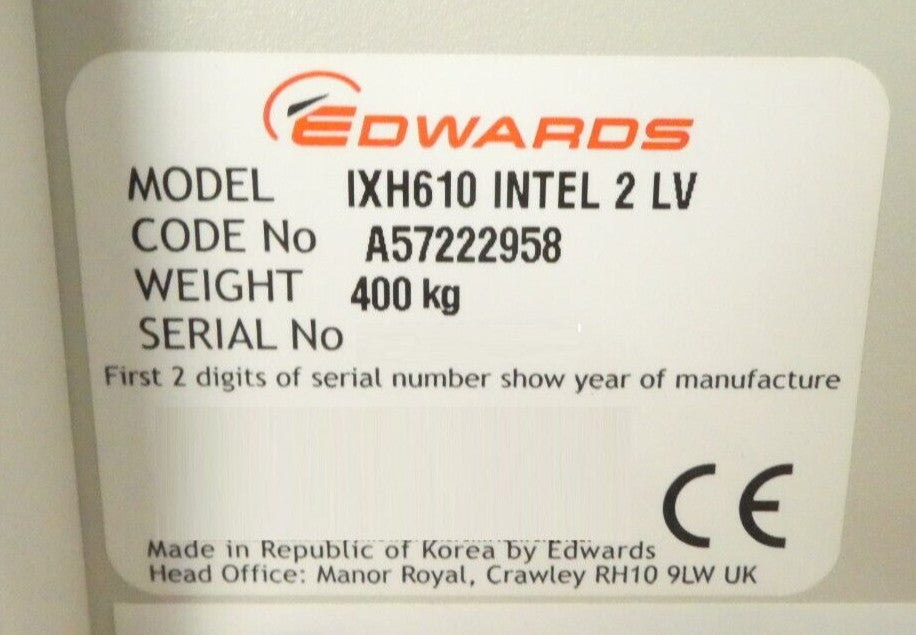 EDWARDS
MODEL IXH610 INTEL 2 LV
CODE No A57222958
WEIGHT 400 kg
SERIAL No
First 2 digits of serial number show year of manufacture
CE
Made in Republic of Korea by Edwards
Head Office: Manor Royal, Crawley RH10 9LW UK